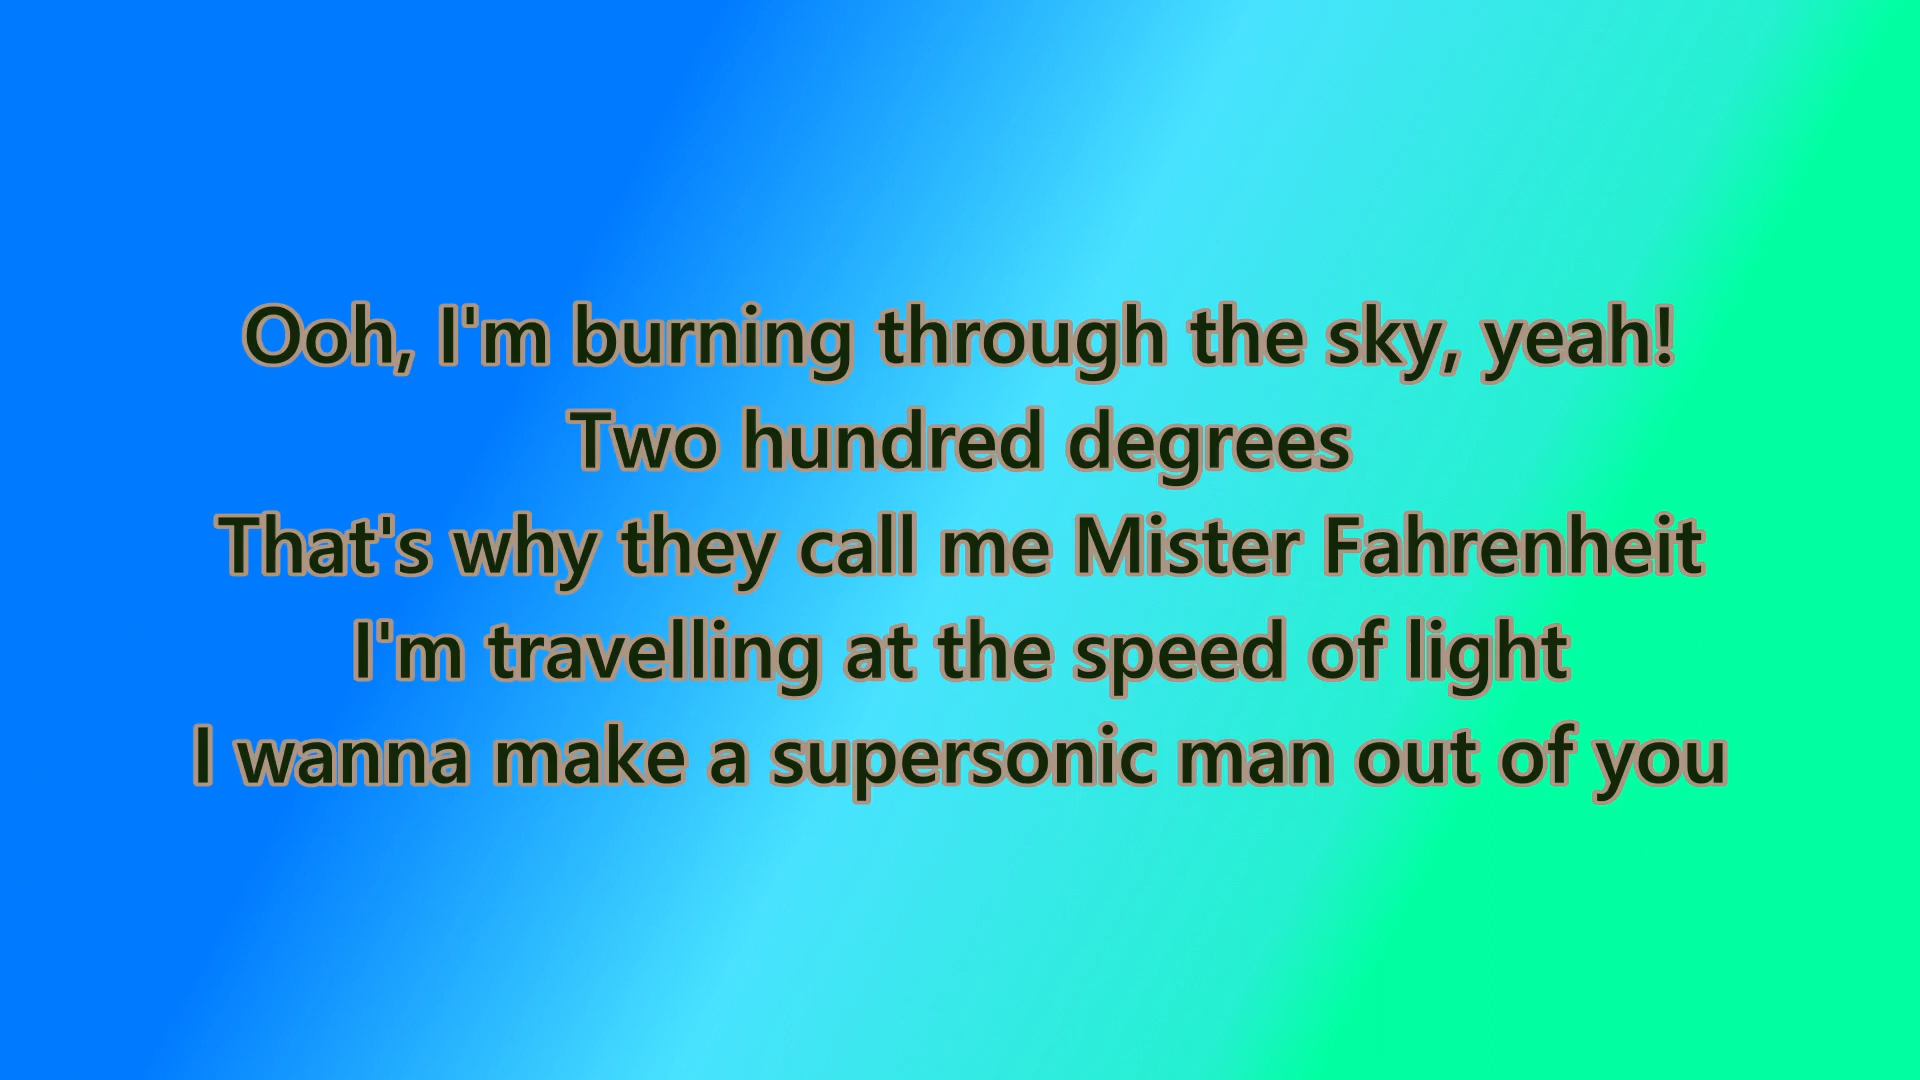 Ooh, I'm burning through the sky, yeah!
Two hundred degrees
That's why they call me Mister Fahrenheit
I'm travelling at the speed of light
I wanna make a supersonic man out of you